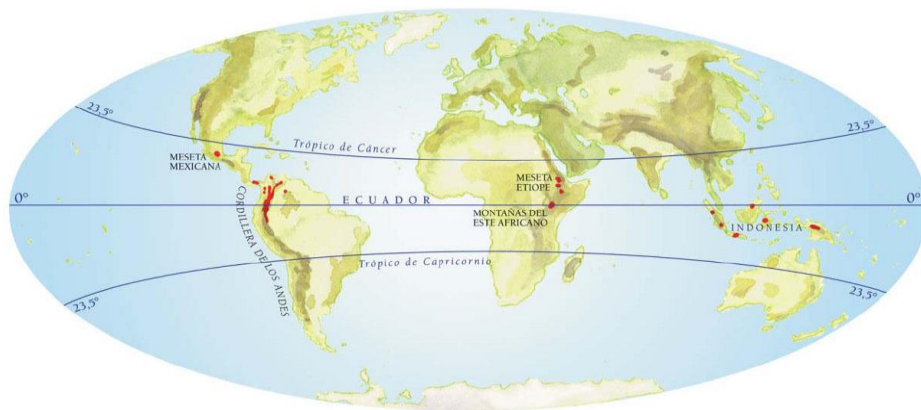 23,5°
23,5°
Trópico de Cáncer
MESETA
MEXICANA
MESETA
ETIOPE
0°
ECUADOR
0°
MONTAÑAS DEL
ESTE AFRICANO
INDONESIA
CORDILLERA DE LOS ANDES
Trópico de Capricornio
23,5°
23,5°